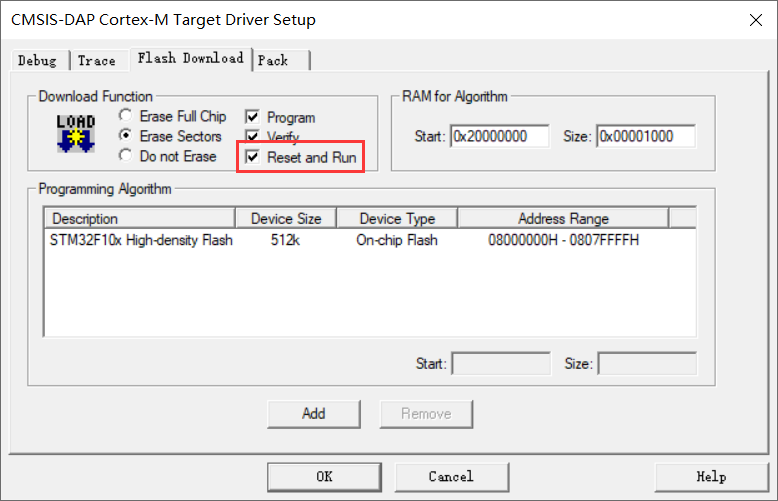 CMSIS-DAP Cortex-M Target Driver Setup
Debug Trace Flash Download Pack
Download Function
LOAD
Erase Full Chip
Erase Sectors
Do not Erase
Program
Verify
Reset and Run
RAM for Algorithm
Start: 0x20000000 Size: 0x00001000
Programming Algorithm
Description Device Size Device Type Address Range
STM32F10x High-density Flash 512k On-chip Flash 08000000H - 0807FFFFH
Start: Size:
Add Remove
OK Cancel Help